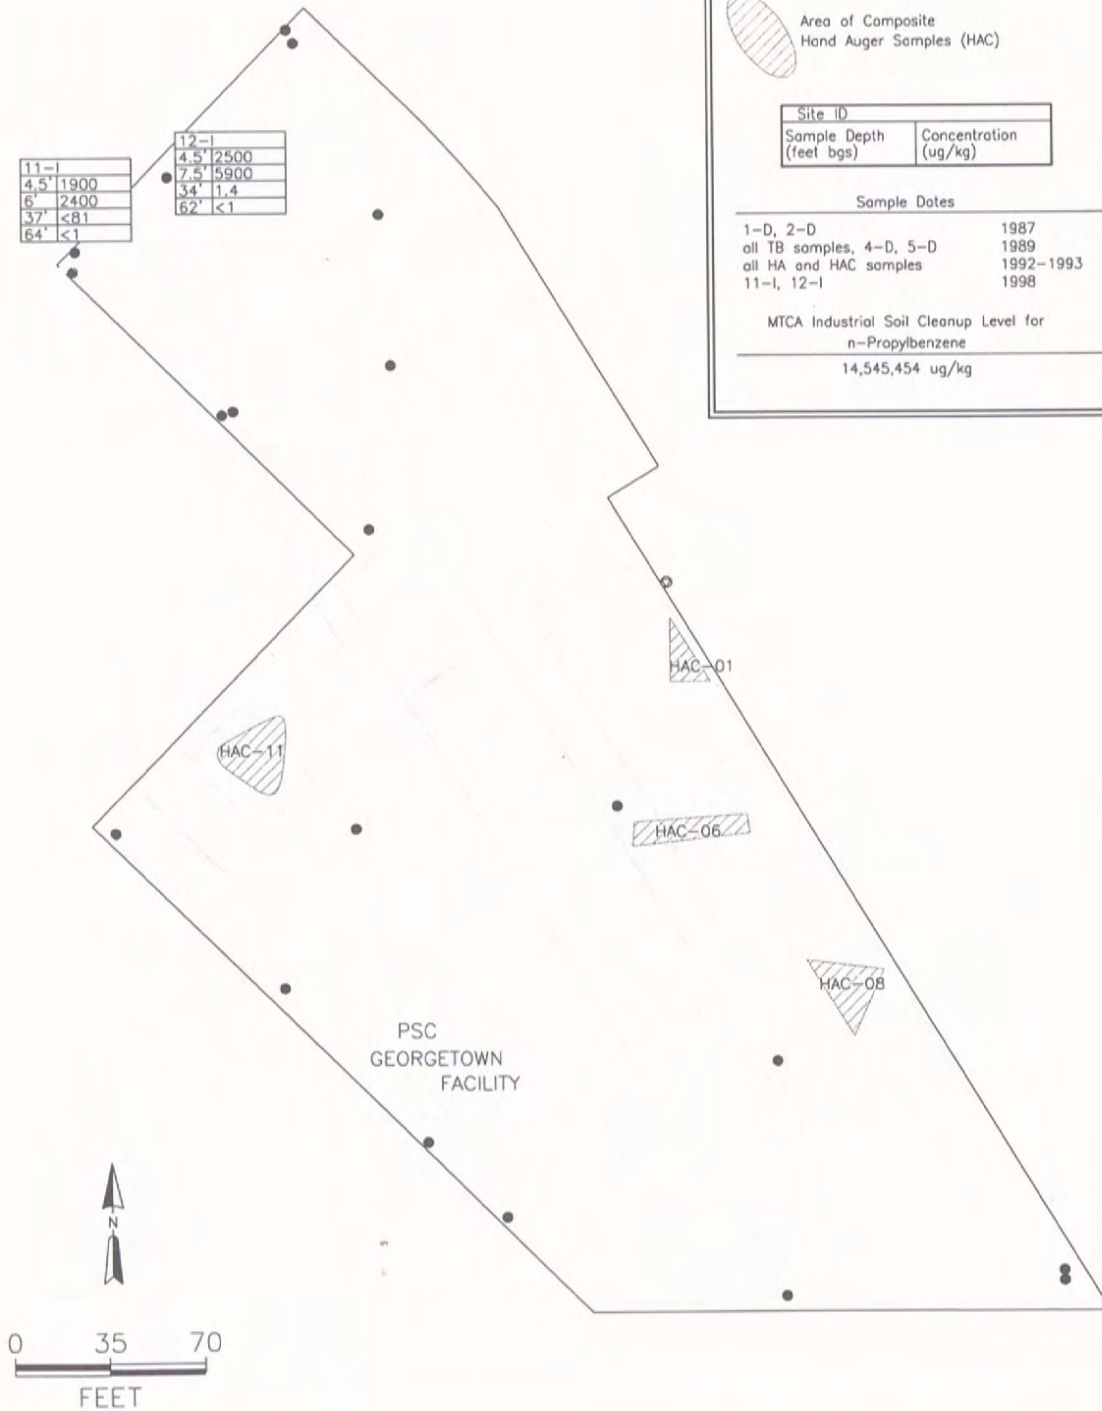 Area of Composite
Hand Auger Samples (HAC)
Site ID
Sample Depth
(feet bgs)
Concentration
(ug/kg)
Sample Dates
1-D, 2-D 1987
all TB samples, 4-D, 5-D 1989
all HA and HAC samples 1992-1993
11-I, 12-I 1998
MTCA Industrial Soil Cleanup Level for
n-Propylbenzene
14,545,454 ug/kg
12-I
4.5' 2500
7.5' 5900
34' 1.4
62' <1
11-I
4.5' 1900
6' 2400
37' <81
64' <1
HAC-01
HAC-11
HAC-06
HAC-08
PSC
GEORGETOWN
FACILITY
N
0 35 70
FEET